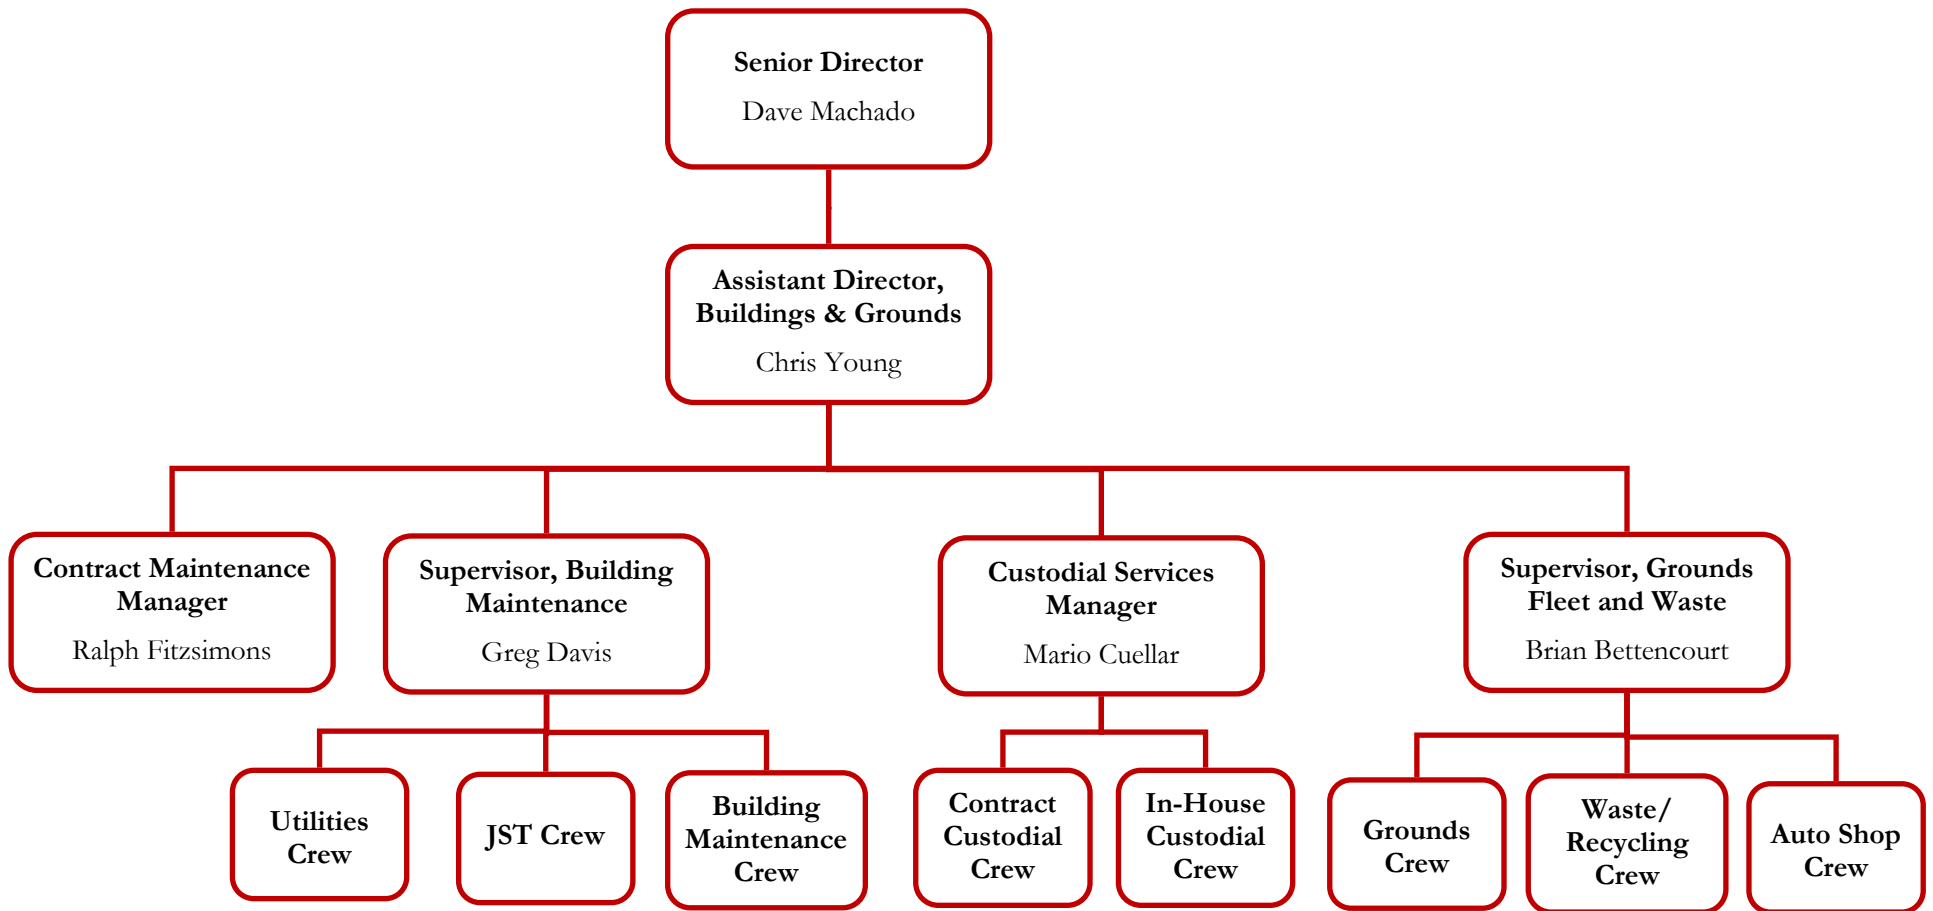 Senior Director
Dave Machado
Assistant Director,
Buildings & Grounds
Chris Young
Contract Maintenance
Manager
Ralph Fitzsimons
Supervisor, Building
Maintenance
Greg Davis
Custodial Services
Manager
Mario Cuellar
Supervisor, Grounds
Fleet and Waste
Brian Bettencourt
Utilities
Crew
JST Crew
Building
Maintenance
Crew
Contract
Custodial
Crew
In-House
Custodial
Crew
Grounds
Crew
Waste/
Recycling
Crew
Auto Shop
Crew